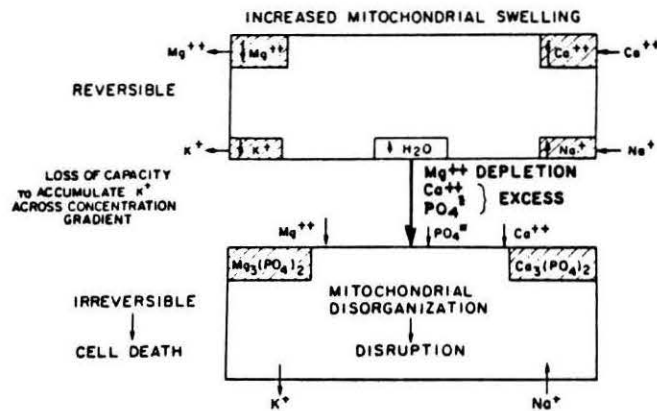 INCREASED MITOCHONDRIAL SWELLING
Mg++ Mg++ Ca++ Ca++
REVERSIBLE
K+ K+ H2O Na+ Na+
LOSS OF CAPACITY
TO ACCUMULATE K+
ACROSS CONCENTRATION
GRADIENT
Mg++ DEPLETION
Ca++
PO4≡
EXCESS
Mg++ PO4≡ Ca++
Mg3(PO4)2 Ca3(PO4)2
IRREVERSIBLE
MITOCHONDRIAL
DISORGANIZATION
CELL DEATH
DISRUPTION
K+ Na+